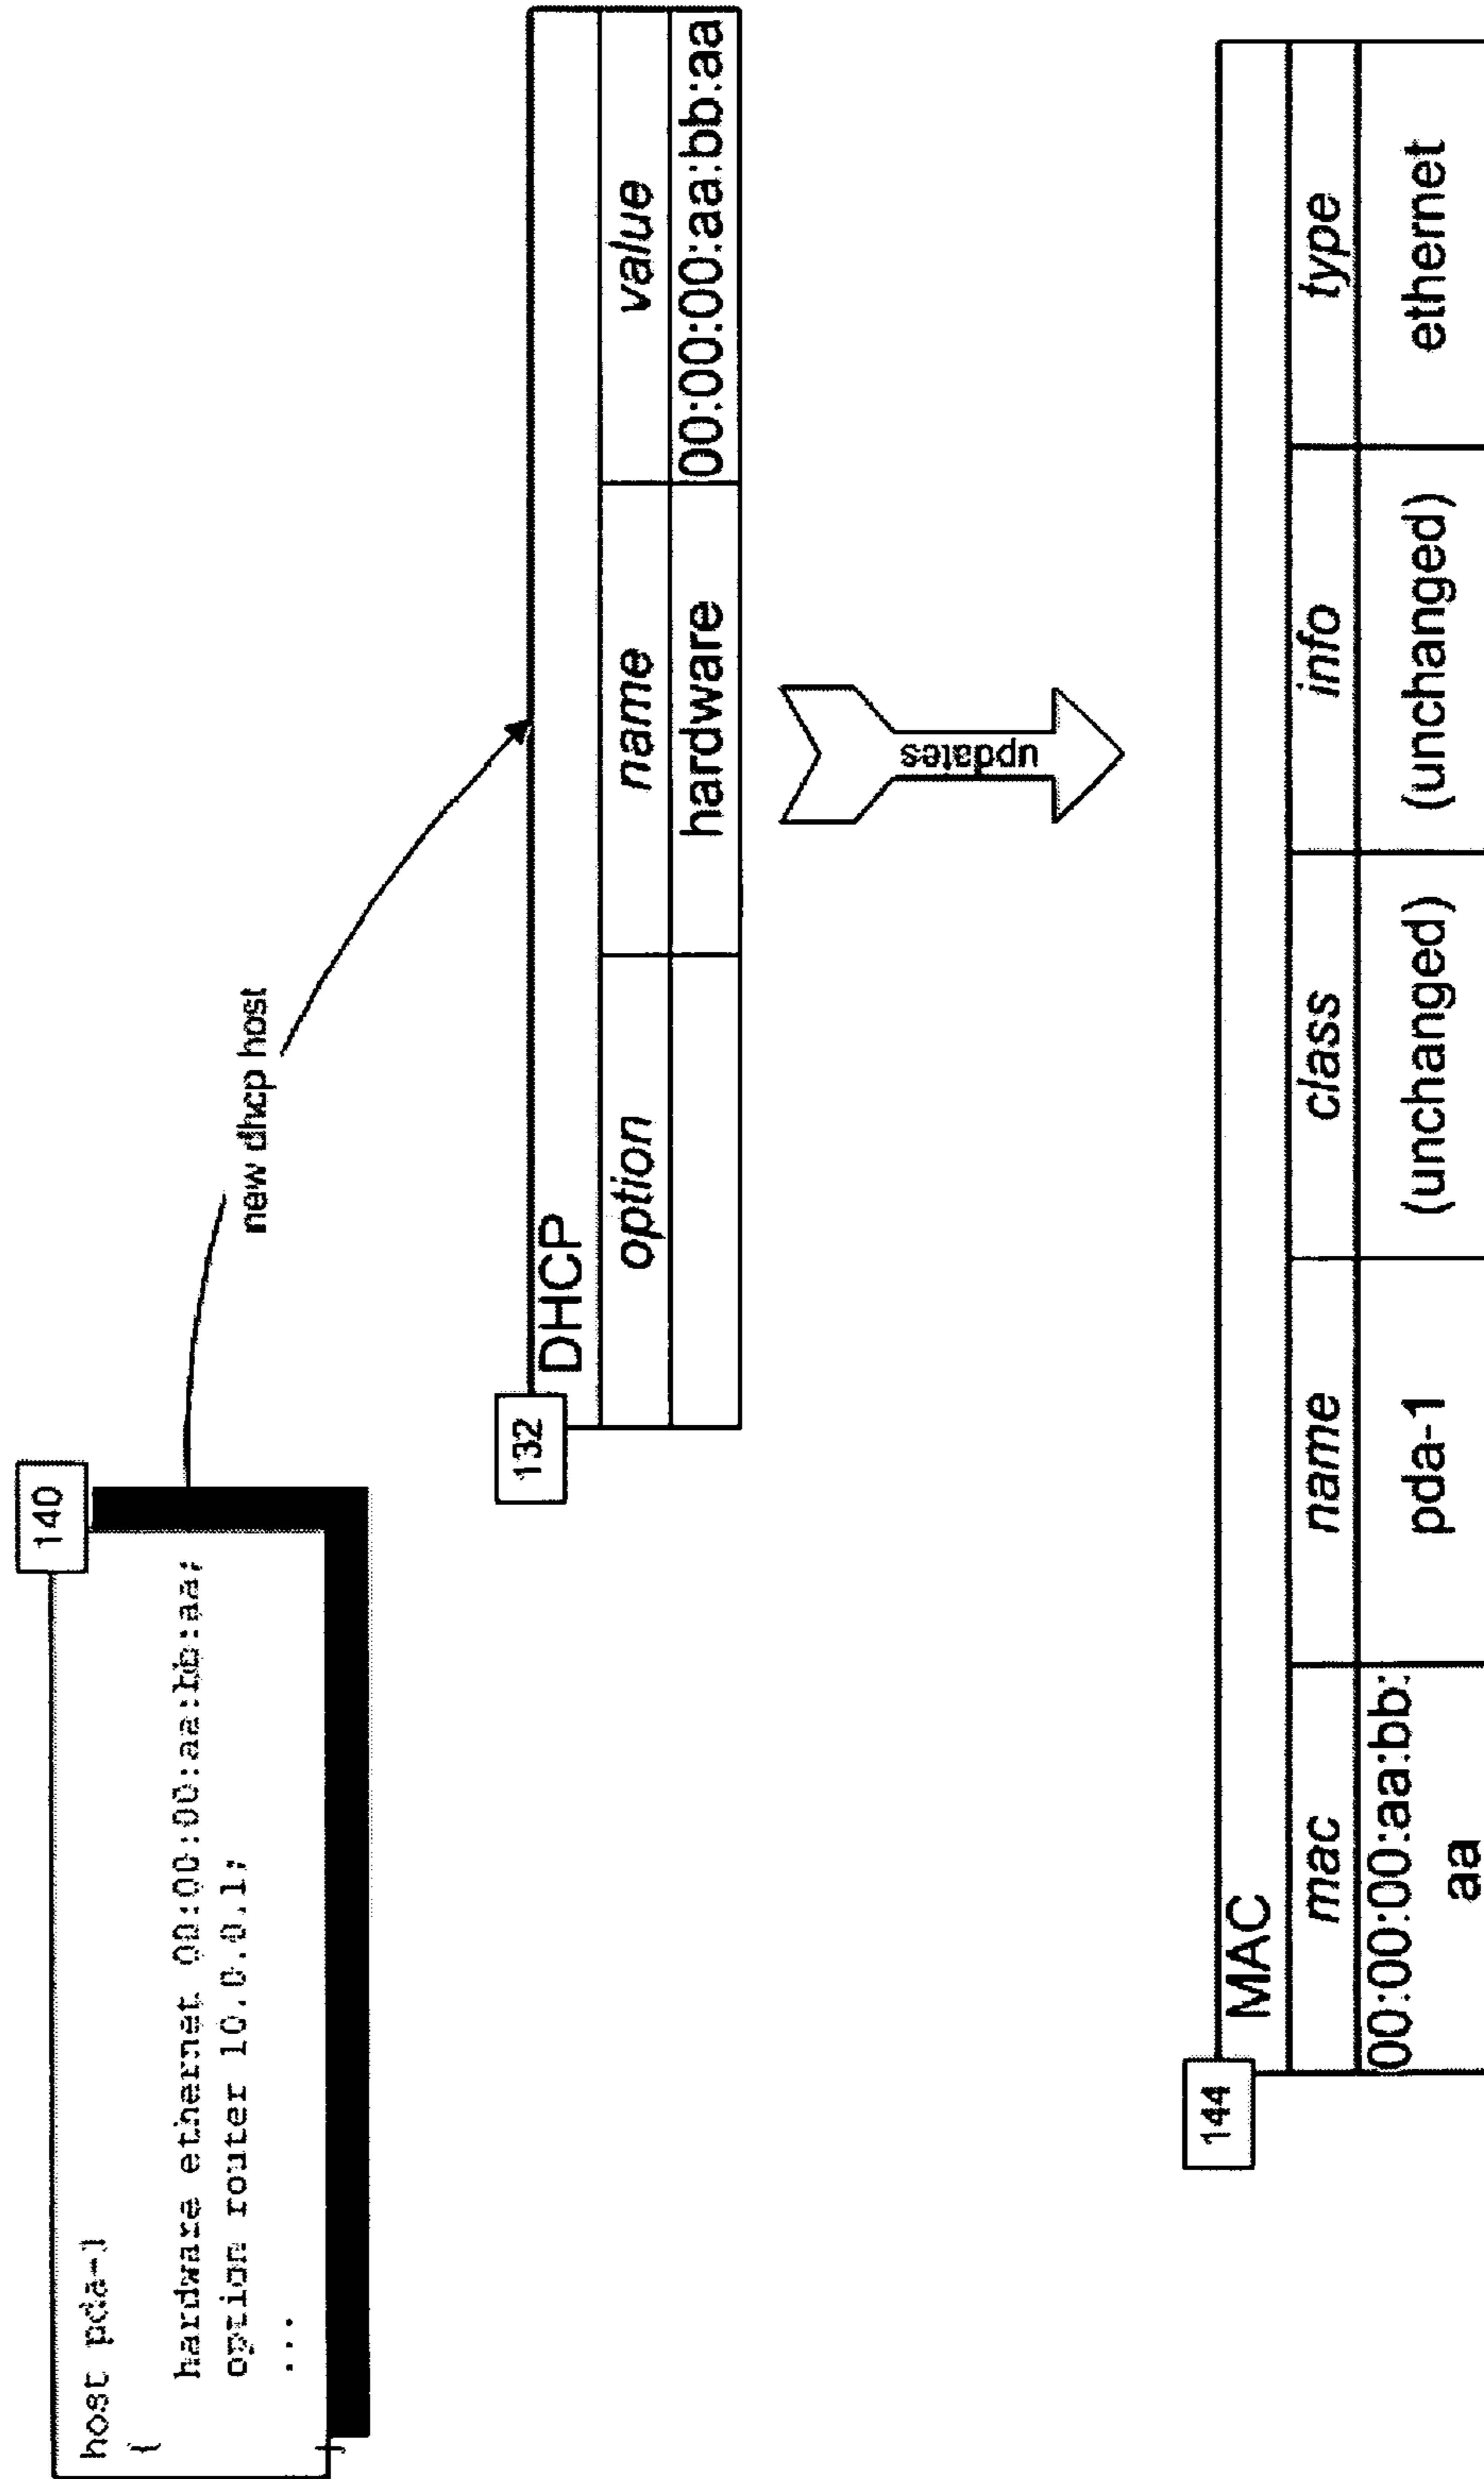 140
host pda-1
{
hardware ethernet 00:00:00:aa:bb:aa;
option router 10.0.0.1;
...
}
new dhcp host
132
DHCP
option name value
hardware 00:00:00:aa:bb:aa
updates
144
MAC
mac name class info type
00:00:00:aa:bb: pda-1 (unchanged) (unchanged) ethernet
aa